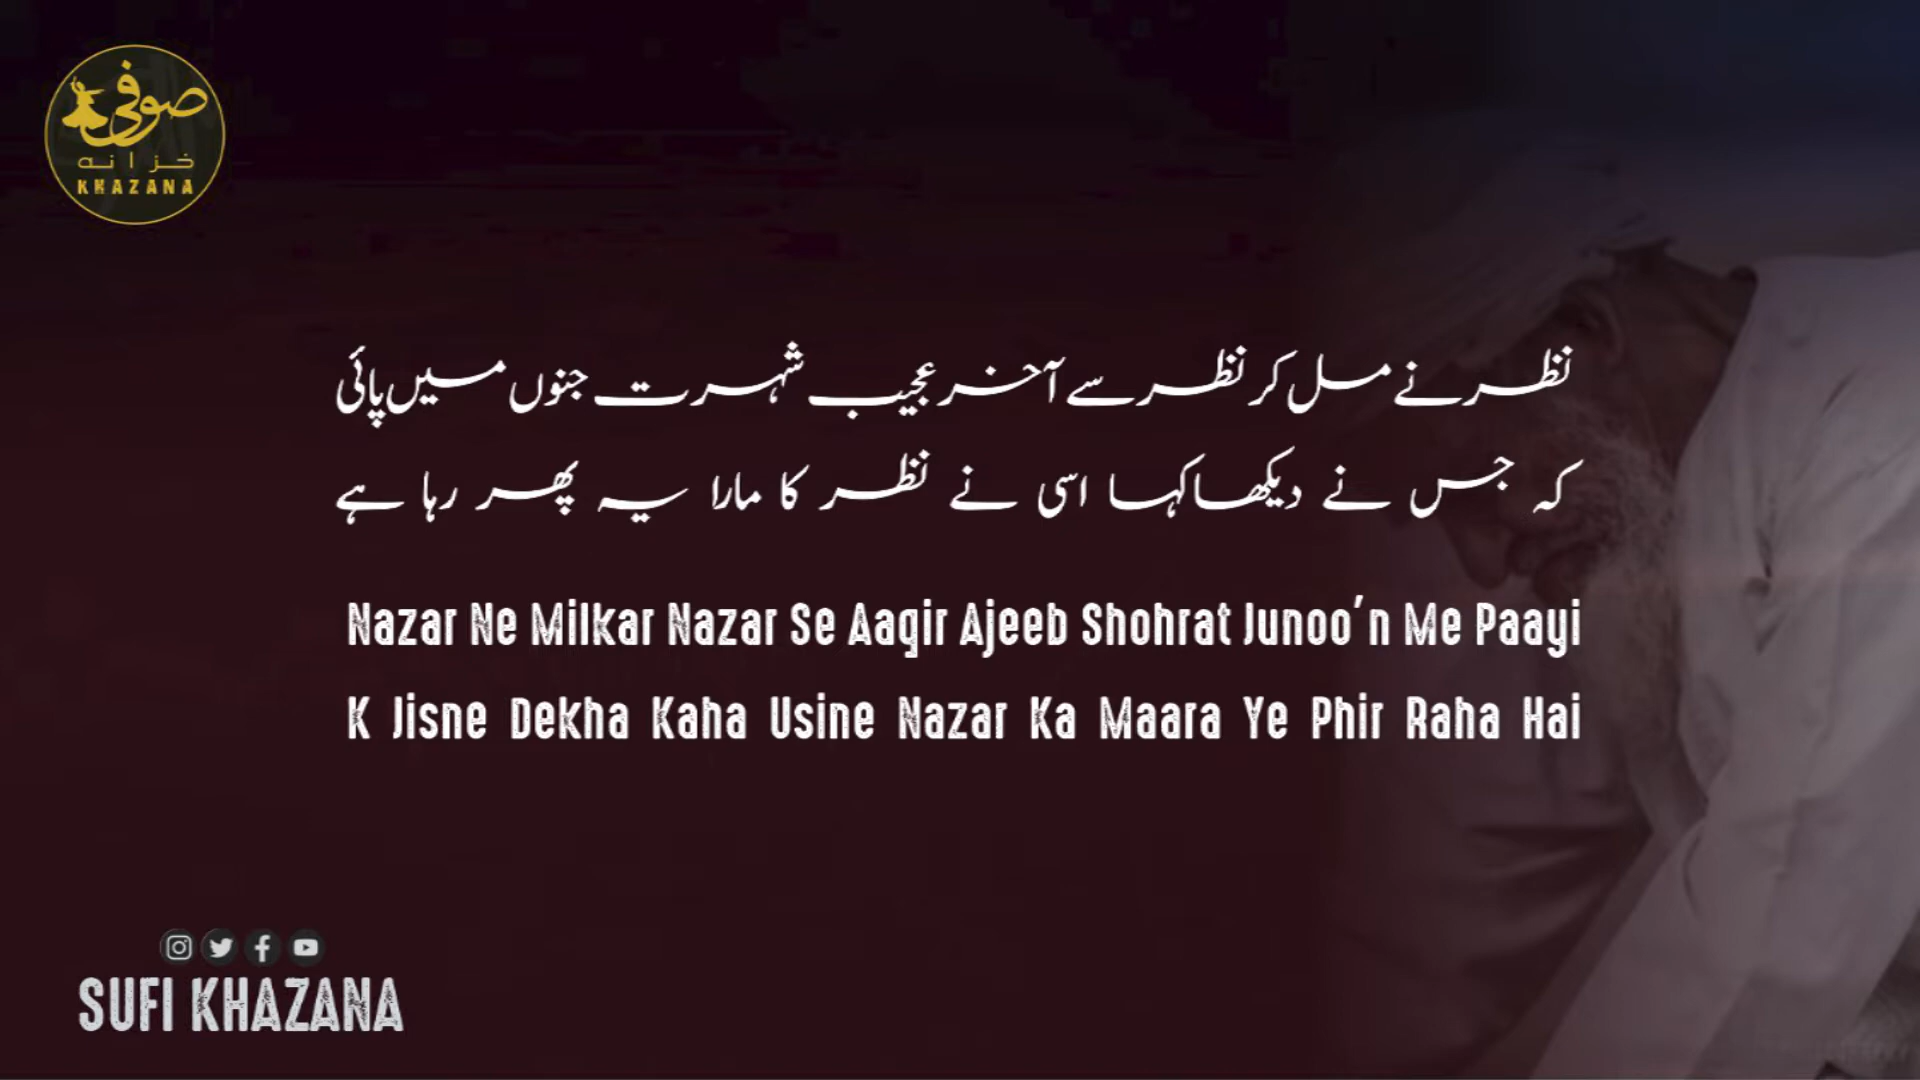 صوفی
خزانہ
KHAZANA
نظر نے مل کر نظر سے آخر عجیب شہرت جنوں میں پائی
کہ جس نے دیکھا کہا اسی نے نظر کا مارا یہ پھر رہا ہے
Nazar Ne Milkar Nazar Se Aaqir Ajeeb Shohrat Junoo'n Me Paayi
K Jisne Dekha Kaha Usine Nazar Ka Maara Ye Phir Raha Hai
SUFI KHAZANA